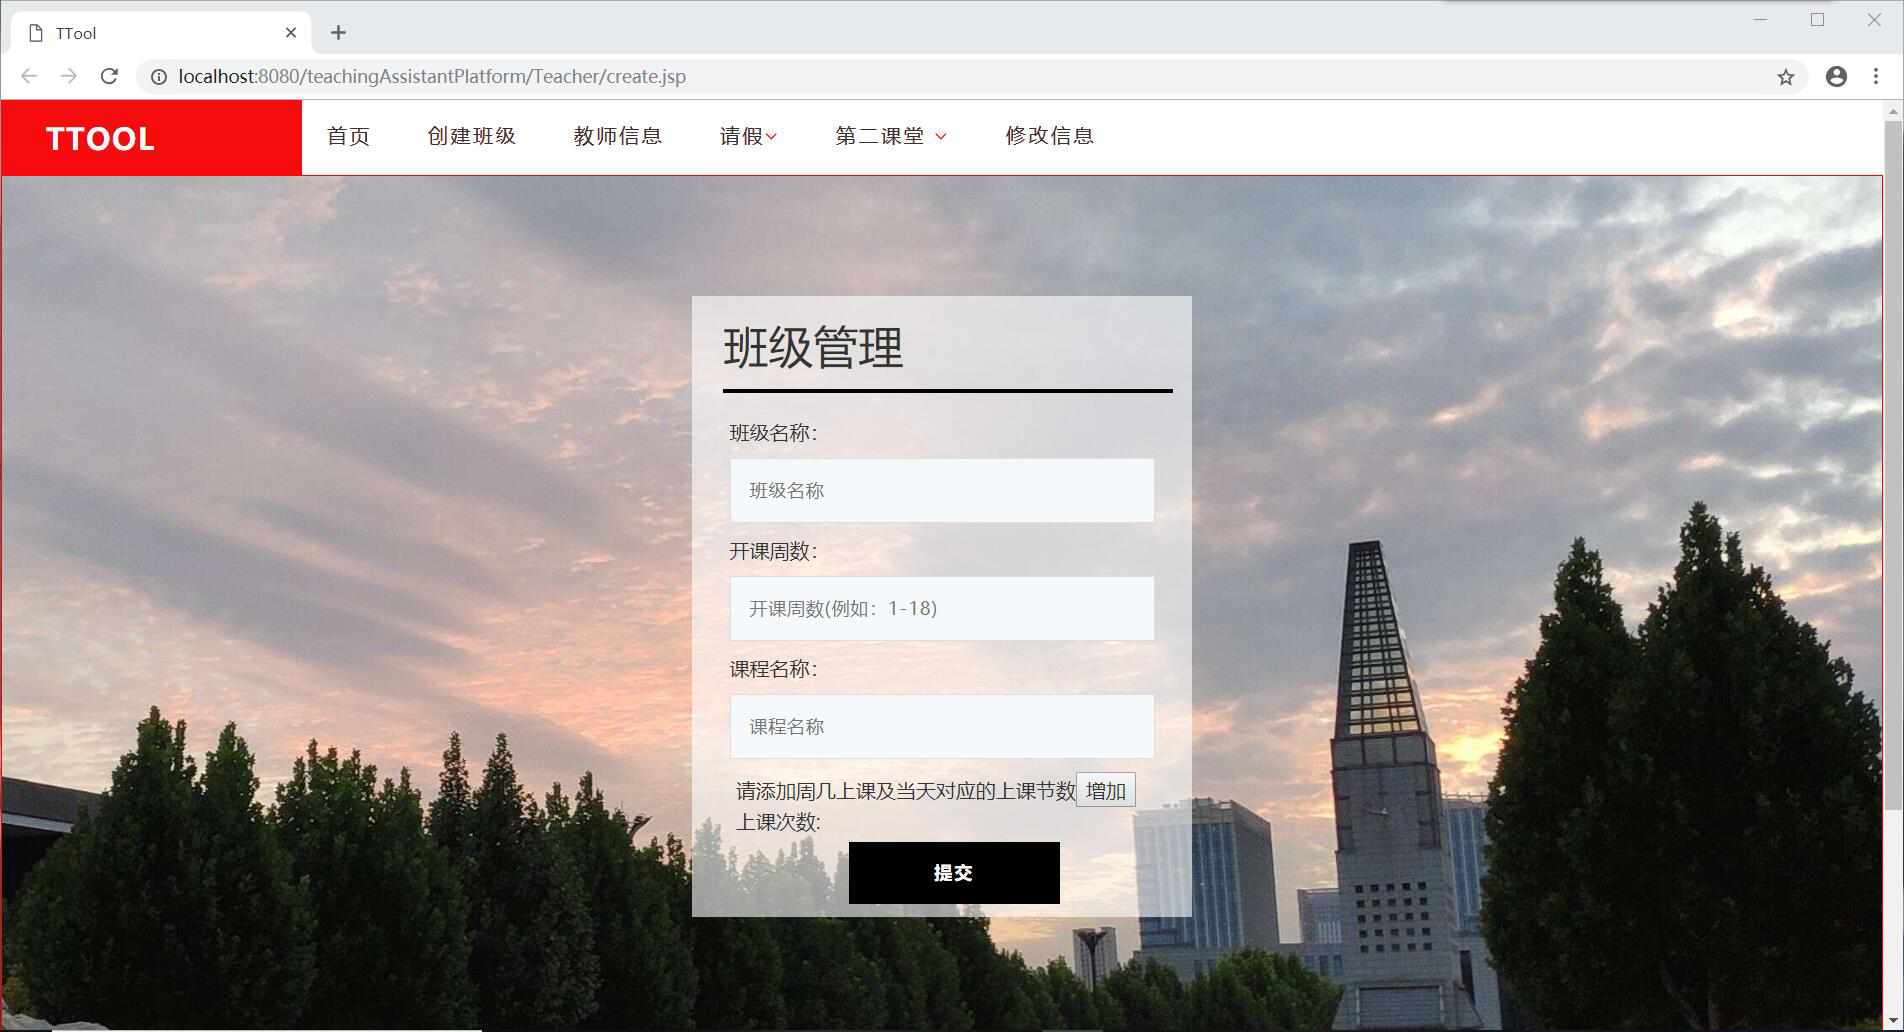 TTool
localhost:8080/teachingAssistantPlatform/Teacher/create.jsp
TTOOL 首页 创建班级 教师信息 请假 第二课堂 修改信息
班级管理
班级名称：
班级名称
开课周数：
开课周数(例如：1-18)
课程名称：
课程名称
请添加周几上课及当天对应的上课节数 增加
上课次数:
提交